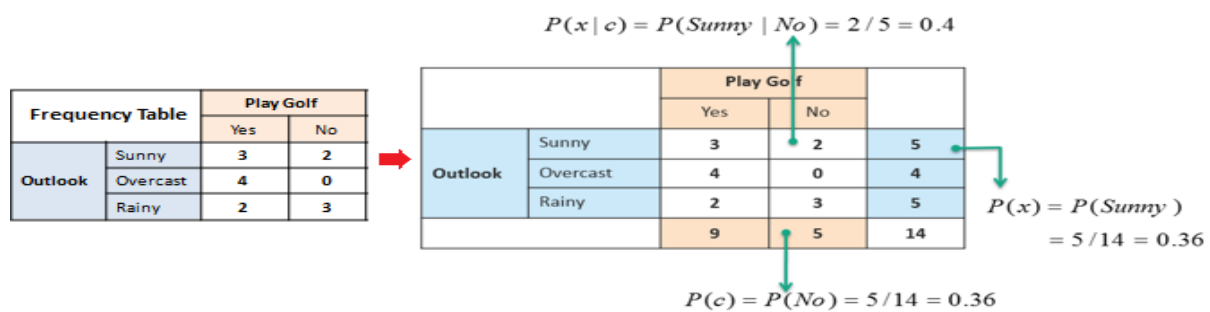 P(x | c) = P(Sunny | No) = 2 / 5 = 0.4
Frequency Table Play Golf
Yes No
Outlook Sunny 3 2
Overcast 4 0
Rainy 2 3
Play Golf
Yes No
Outlook Sunny 3 2 5
Overcast 4 0 4
Rainy 2 3 5
9 5 14
P(x) = P(Sunny )
= 5 /14 = 0.36
P(c) = P(No) = 5 /14 = 0.36